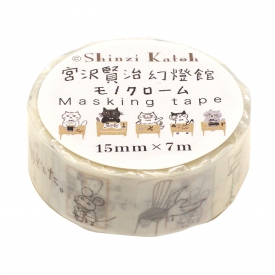 ©Shinzi Katoh
宮沢賢治幻燈館
モノクローム
Masking tape
15mm×7m
た。